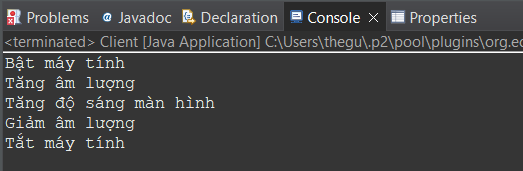 Problems @ Javadoc Declaration Console Properties
<terminated> Client [Java Application] C:\Users\thegu\.p2\pool\plugins\org.ec
Bật máy tính
Tăng âm lượng
Tăng độ sáng màn hình
Giảm âm lượng
Tắt máy tính